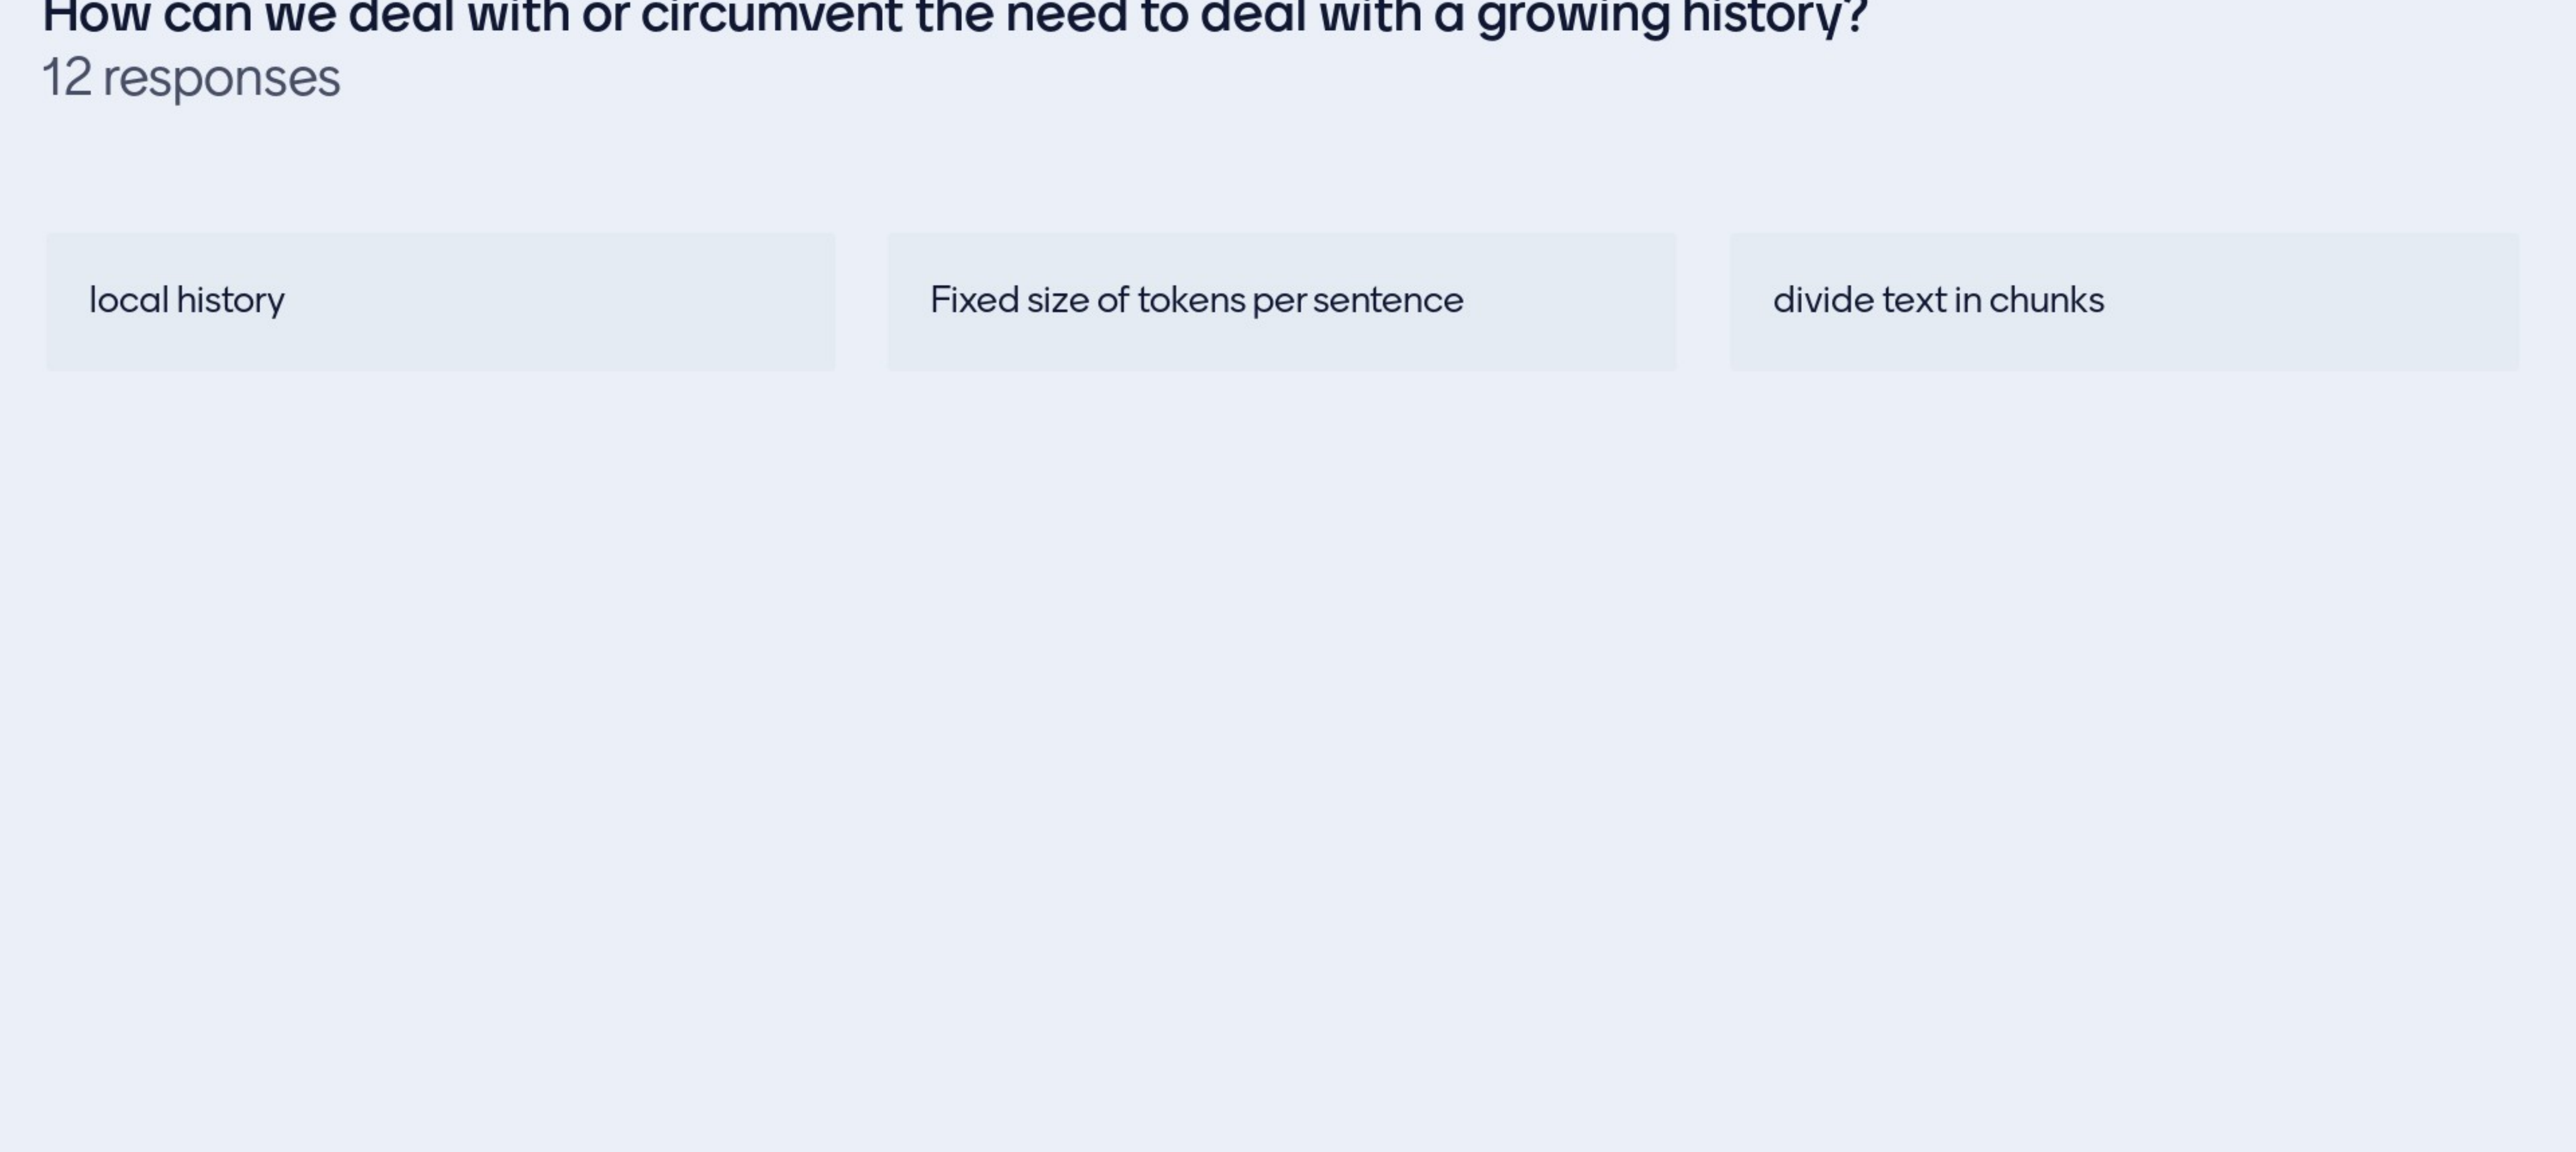 How can we deal with or circumvent the need to deal with a growing history?
12 responses
local history
Fixed size of tokens per sentence
divide text in chunks